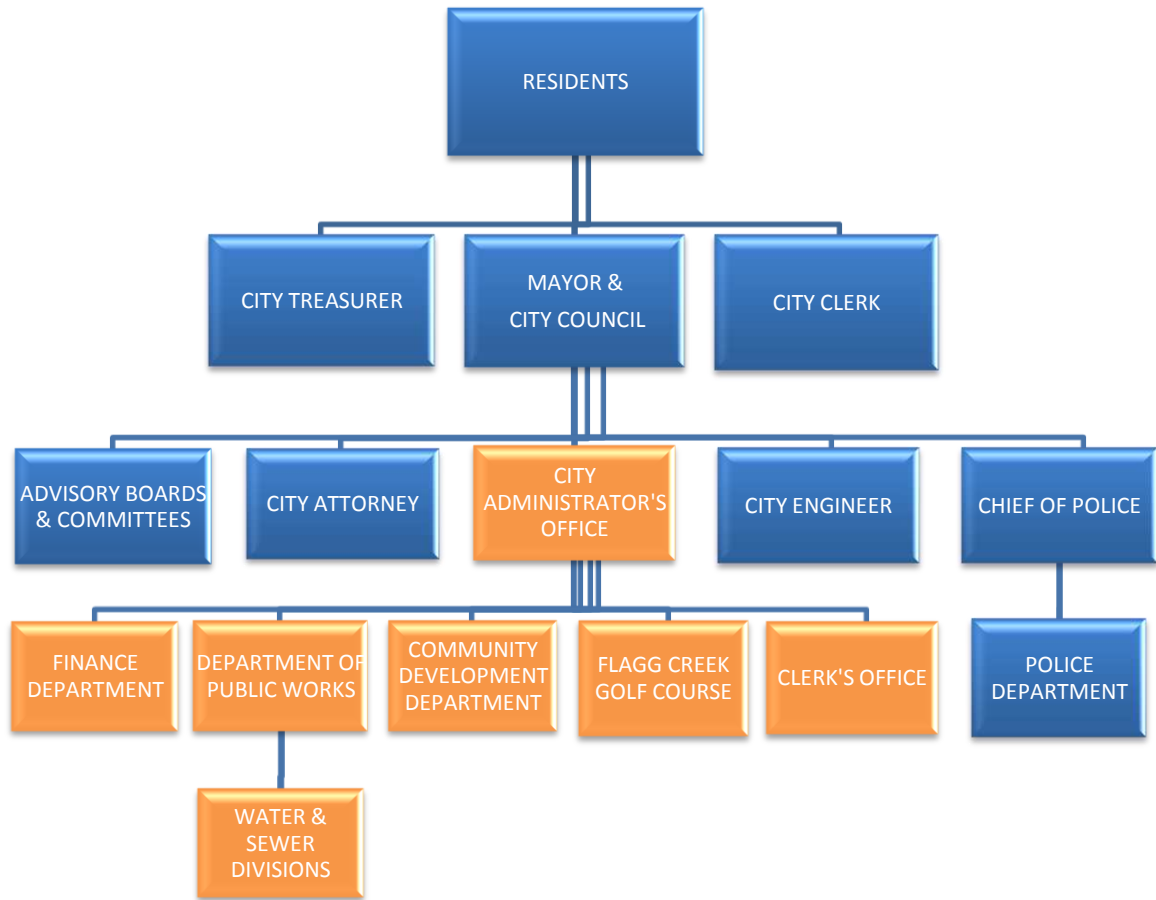 RESIDENTS
CITY TREASURER
MAYOR &
CITY COUNCIL
CITY CLERK
ADVISORY BOARDS
& COMMITTEES
CITY ATTORNEY
CITY
ADMINISTRATOR'S
OFFICE
CITY ENGINEER
CHIEF OF POLICE
FINANCE
DEPARTMENT
DEPARTMENT OF
PUBLIC WORKS
COMMUNITY
DEVELOPMENT
DEPARTMENT
FLAGG CREEK
GOLF COURSE
CLERK'S OFFICE
POLICE
DEPARTMENT
WATER &
SEWER
DIVISIONS